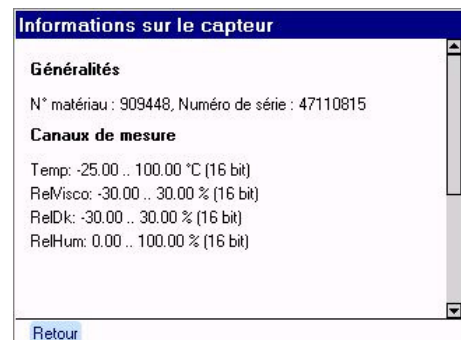 Informations sur le capteur
Généralités
N° matériau : 909448, Numéro de série : 47110815
Canaux de mesure
Temp: -25.00 .. 100.00 °C (16 bit)
RelVisco: -30.00 .. 30.00 % (16 bit)
RelDk: -30.00 .. 30.00 % (16 bit)
RelHum: 0.00 .. 100.00 % (16 bit)
Retour